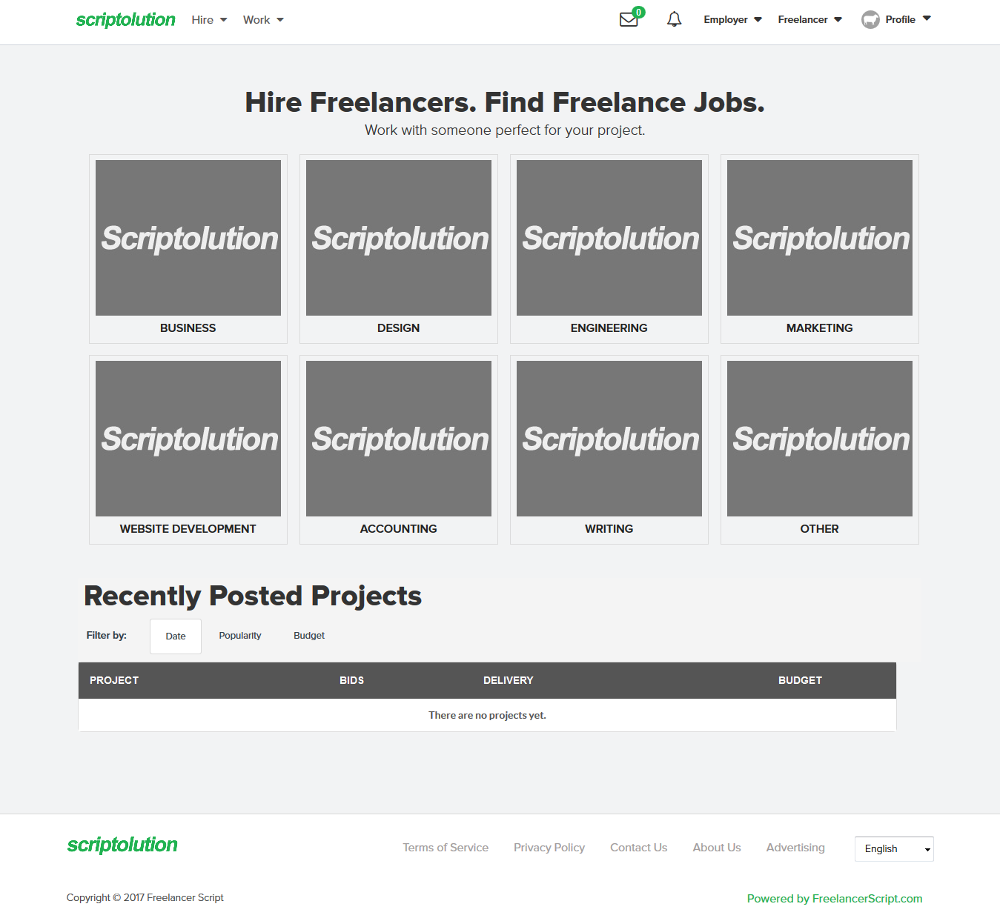 scriptolution Hire Work 0 Employer Freelancer Profile
Hire Freelancers. Find Freelance Jobs.
Work with someone perfect for your project.
Scriptolution Scriptolution Scriptolution Scriptolution
BUSINESS DESIGN ENGINEERING MARKETING
Scriptolution Scriptolution Scriptolution Scriptolution
WEBSITE DEVELOPMENT ACCOUNTING WRITING OTHER
Recently Posted Projects
Filter by: Date Popularity Budget
PROJECT BIDS DELIVERY BUDGET
There are no projects yet.
scriptolution Terms of Service Privacy Policy Contact Us About Us Advertising English
Copyright © 2017 Freelancer Script Powered by FreelancerScript.com